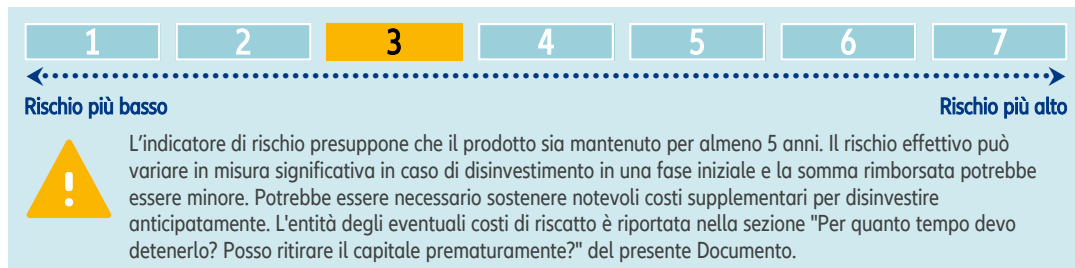 1 2 3 4 5 6 7
Rischio più basso Rischio più alto
L'indicatore di rischio presuppone che il prodotto sia mantenuto per almeno 5 anni. Il rischio effettivo può
variare in misura significativa in caso di disinvestimento in una fase iniziale e la somma rimborsata potrebbe
essere minore. Potrebbe essere necessario sostenere notevoli costi supplementari per disinvestire
anticipatamente. L'entità degli eventuali costi di riscatto è riportata nella sezione "Per quanto tempo devo
detenerlo? Posso ritirare il capitale prematuramente?" del presente Documento.